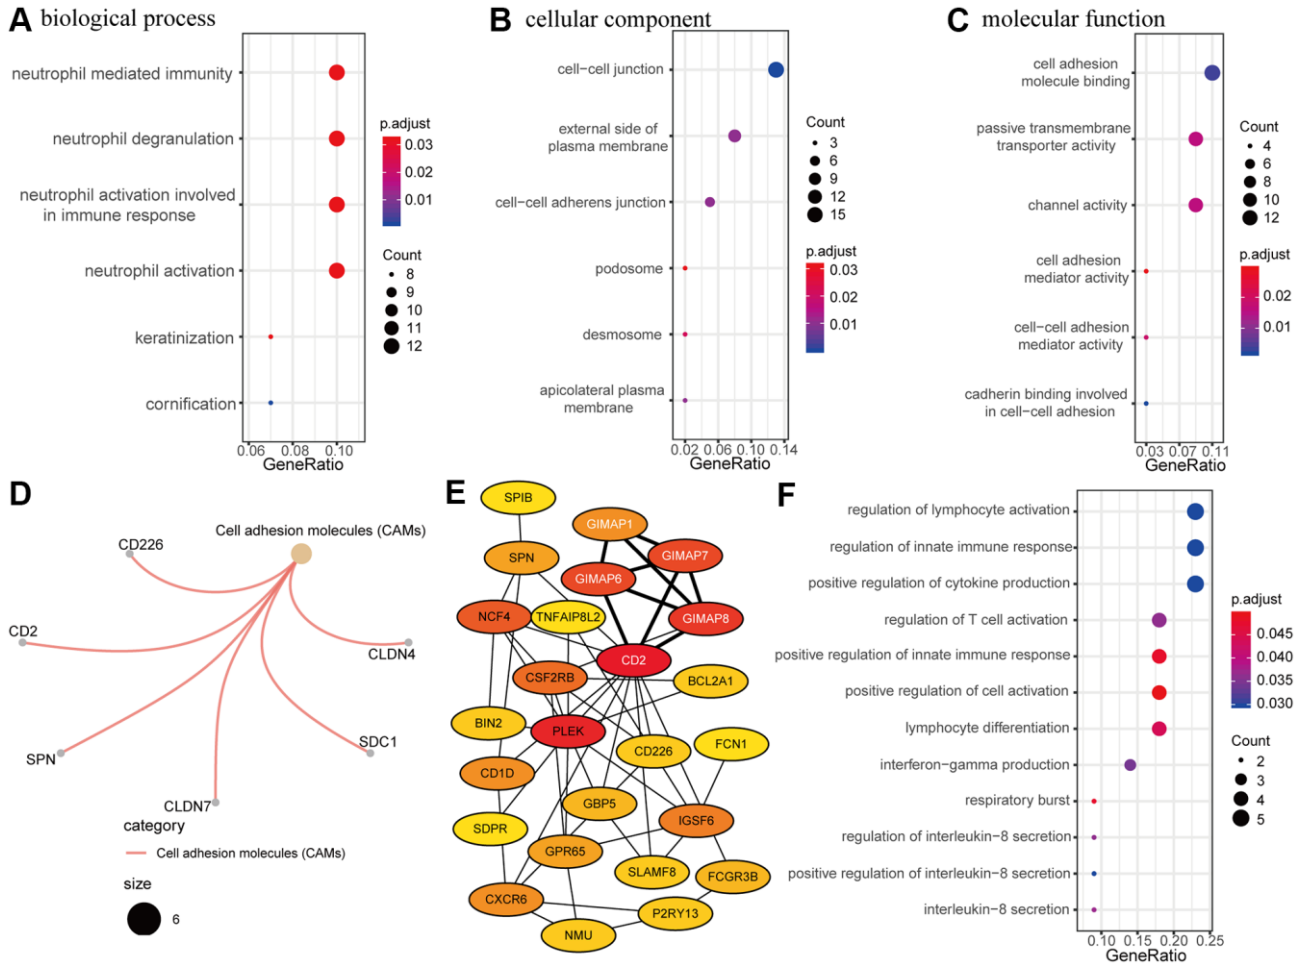 A biological process
neutrophil mediated immunity
neutrophil degranulation
neutrophil activation involved
in immune response
neutrophil activation
keratinization
cornification
0.06 0.08 0.10
GeneRatio
p.adjust
0.03
0.02
0.01
Count
8
9
10
11
12
B cellular component
cell−cell junction
external side of
plasma membrane
cell−cell adherens junction
podosome
desmosome
apicolateral plasma
membrane
0.02 0.06 0.10 0.14
GeneRatio
Count
3
6
9
12
15
p.adjust
0.03
0.02
0.01
C molecular function
cell adhesion
molecule binding
passive transmembrane
transporter activity
channel activity
cell adhesion
mediator activity
cell−cell adhesion
mediator activity
cadherin binding involved
in cell−cell adhesion
0.03 0.07 0.11
GeneRatio
Count
4
6
8
10
12
p.adjust
0.02
0.01
D
Cell adhesion molecules (CAMs)
CD226
CD2
CLDN4
SPN
SDC1
CLDN7
category
Cell adhesion molecules (CAMs)
size
6
E
SPIB
GIMAP1
SPN
GIMAP7
GIMAP6
NCF4
TNFAIP8L2
GIMAP8
CD2
CSF2RB
BCL2A1
BIN2
PLEK
CD226
FCN1
CD1D
GBP5
SDPR
IGSF6
GPR65
SLAMF8
FCGR3B
CXCR6
P2RY13
NMU
F
regulation of lymphocyte activation
regulation of innate immune response
positive regulation of cytokine production
regulation of T cell activation
positive regulation of innate immune response
positive regulation of cell activation
lymphocyte differentiation
interferon−gamma production
respiratory burst
regulation of interleukin−8 secretion
positive regulation of interleukin−8 secretion
interleukin−8 secretion
0.10 0.15 0.20 0.25
GeneRatio
p.adjust
0.045
0.040
0.035
0.030
Count
2
3
4
5